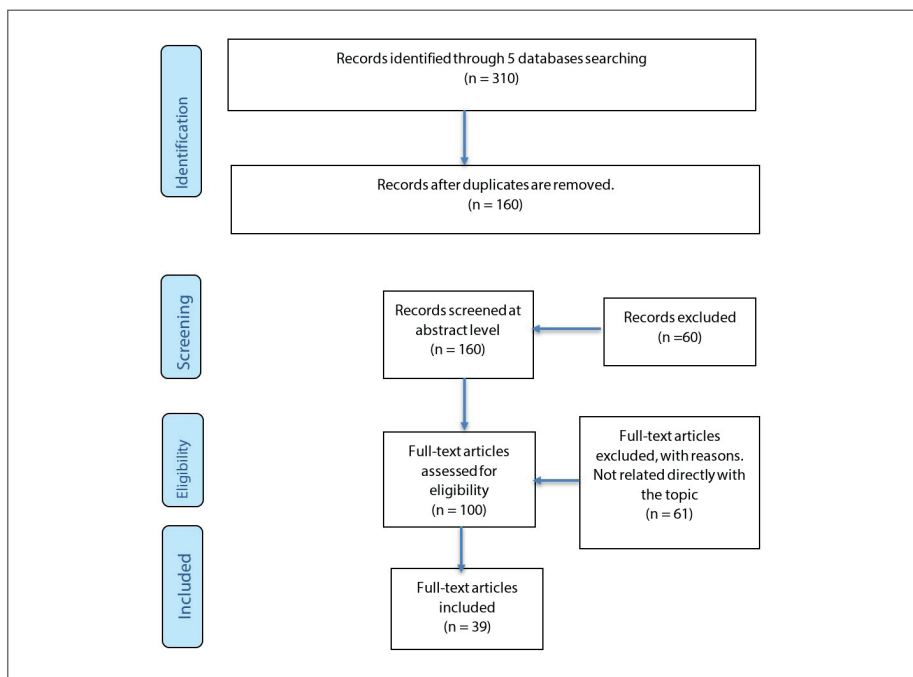 Identification
Records identified through 5 databases searching
(n = 310)
Records after duplicates are removed.
(n = 160)
Screening
Records screened at
abstract level
(n = 160)
Records excluded
(n =60)
Eligibility
Full-text articles
assessed for
eligibility
(n = 100)
Full-text articles
excluded, with reasons.
Not related directly with
the topic
(n = 61)
Included
Full-text articles
included
(n = 39)